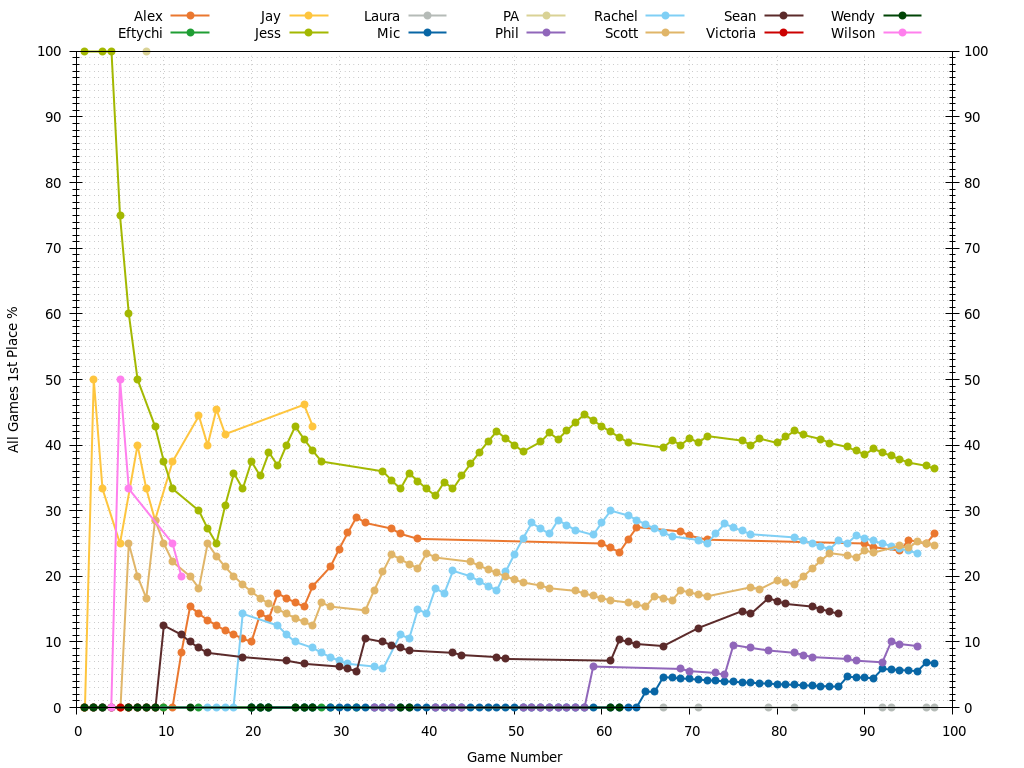 Alex Jay Laura PA Rachel Sean Wendy
Eftychi Jess Mic Phil Scott Victoria Wilson
100 100
90 90
80 80
70 70
60 60
50 50
40 40
30 30
20 20
10 10
0 0
All Games 1st Place %
0 10 20 30 40 50 60 70 80 90 100
Game Number